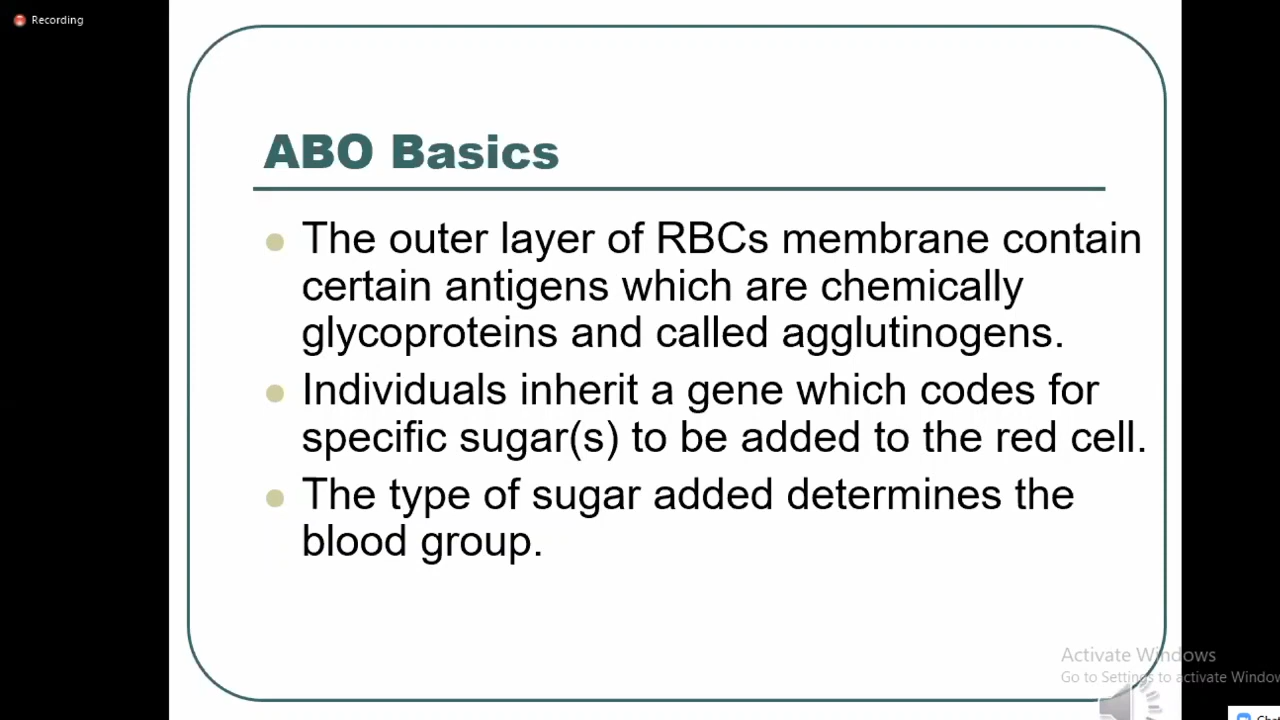 Recording
ABO Basics
The outer layer of RBCs membrane contain
certain antigens which are chemically
glycoproteins and called agglutinogens.
Individuals inherit a gene which codes for
specific sugar(s) to be added to the red cell.
The type of sugar added determines the
blood group.
Activate Windows
Go to Settings to activate Window